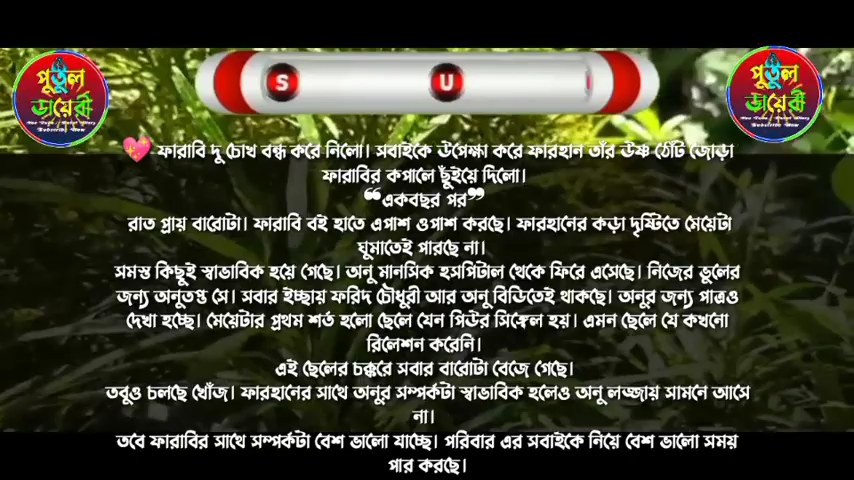 পুতুল
ডায়েরী
S U
পুতুল
ডায়েরী
💖 ফারাবি দু চোখ বন্ধ করে নিলো। সবাইকে উপেক্ষা করে ফারহান তাঁর উষ্ণ ঠোঁট জোড়া
ফারাবির কপালে ছুঁইয়ে দিলো।
❝একবছর পর❞
রাত প্রায় বারোটা। ফারাবি বই হাতে এপাশ ওপাশ করছে। ফারহানের কড়া দৃষ্টিতে মেয়েটা
ঘুমাতেই পারছে না।
সমস্ত কিছুই স্বাভাবিক হয়ে গেছে। অনু মানসিক হসপিটাল থেকে ফিরে এসেছে। নিজের ভুলের
জন্য অনুতপ্ত সে। সবার ইচ্ছায় ফরিদ চৌধুরী আর অনু বিডিতেই থাকছে। অনুর জন্য পাত্রও
দেখা হচ্ছে। মেয়েটার প্রথম শর্ত হলো ছেলে যেন পিউর সিঙ্গেল হয়। এমন ছেলে যে কখনো
রিলেশন করেনি।
এই ছেলের চক্করে সবার বারোটা বেজে গেছে।
তবুও চলছে খোঁজ। ফারহানের সাথে অনুর সম্পর্কটা স্বাভাবিক হলেও অনু লজ্জায় সামনে আসে
না।
তবে ফারাবির সাথে সম্পর্কটা বেশ ভালো যাচ্ছে। পরিবার এর সবাইকে নিয়ে বেশ ভালো সময়
পার করছে।